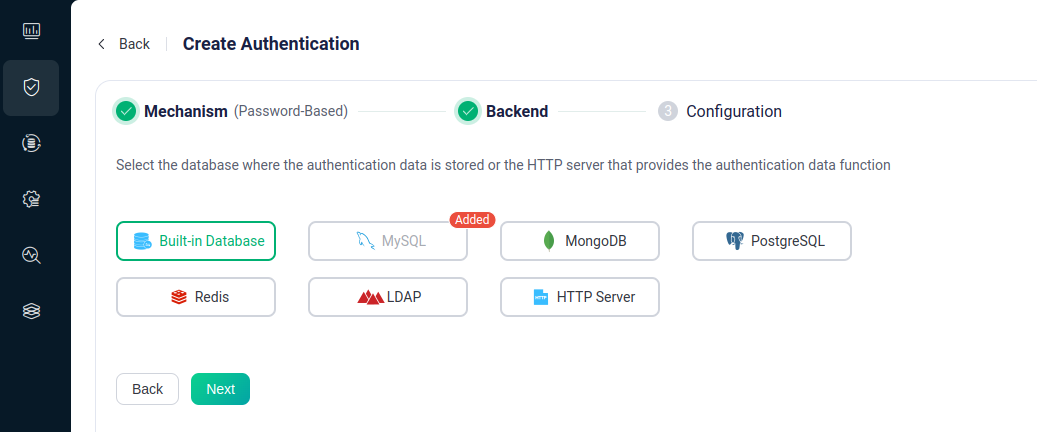 Back Create Authentication
Mechanism (Password-Based) Backend 3 Configuration
Select the database where the authentication data is stored or the HTTP server that provides the authentication data function
Added
Built-in Database MySQL MongoDB PostgreSQL
Redis LDAP HTTP HTTP Server
Back Next